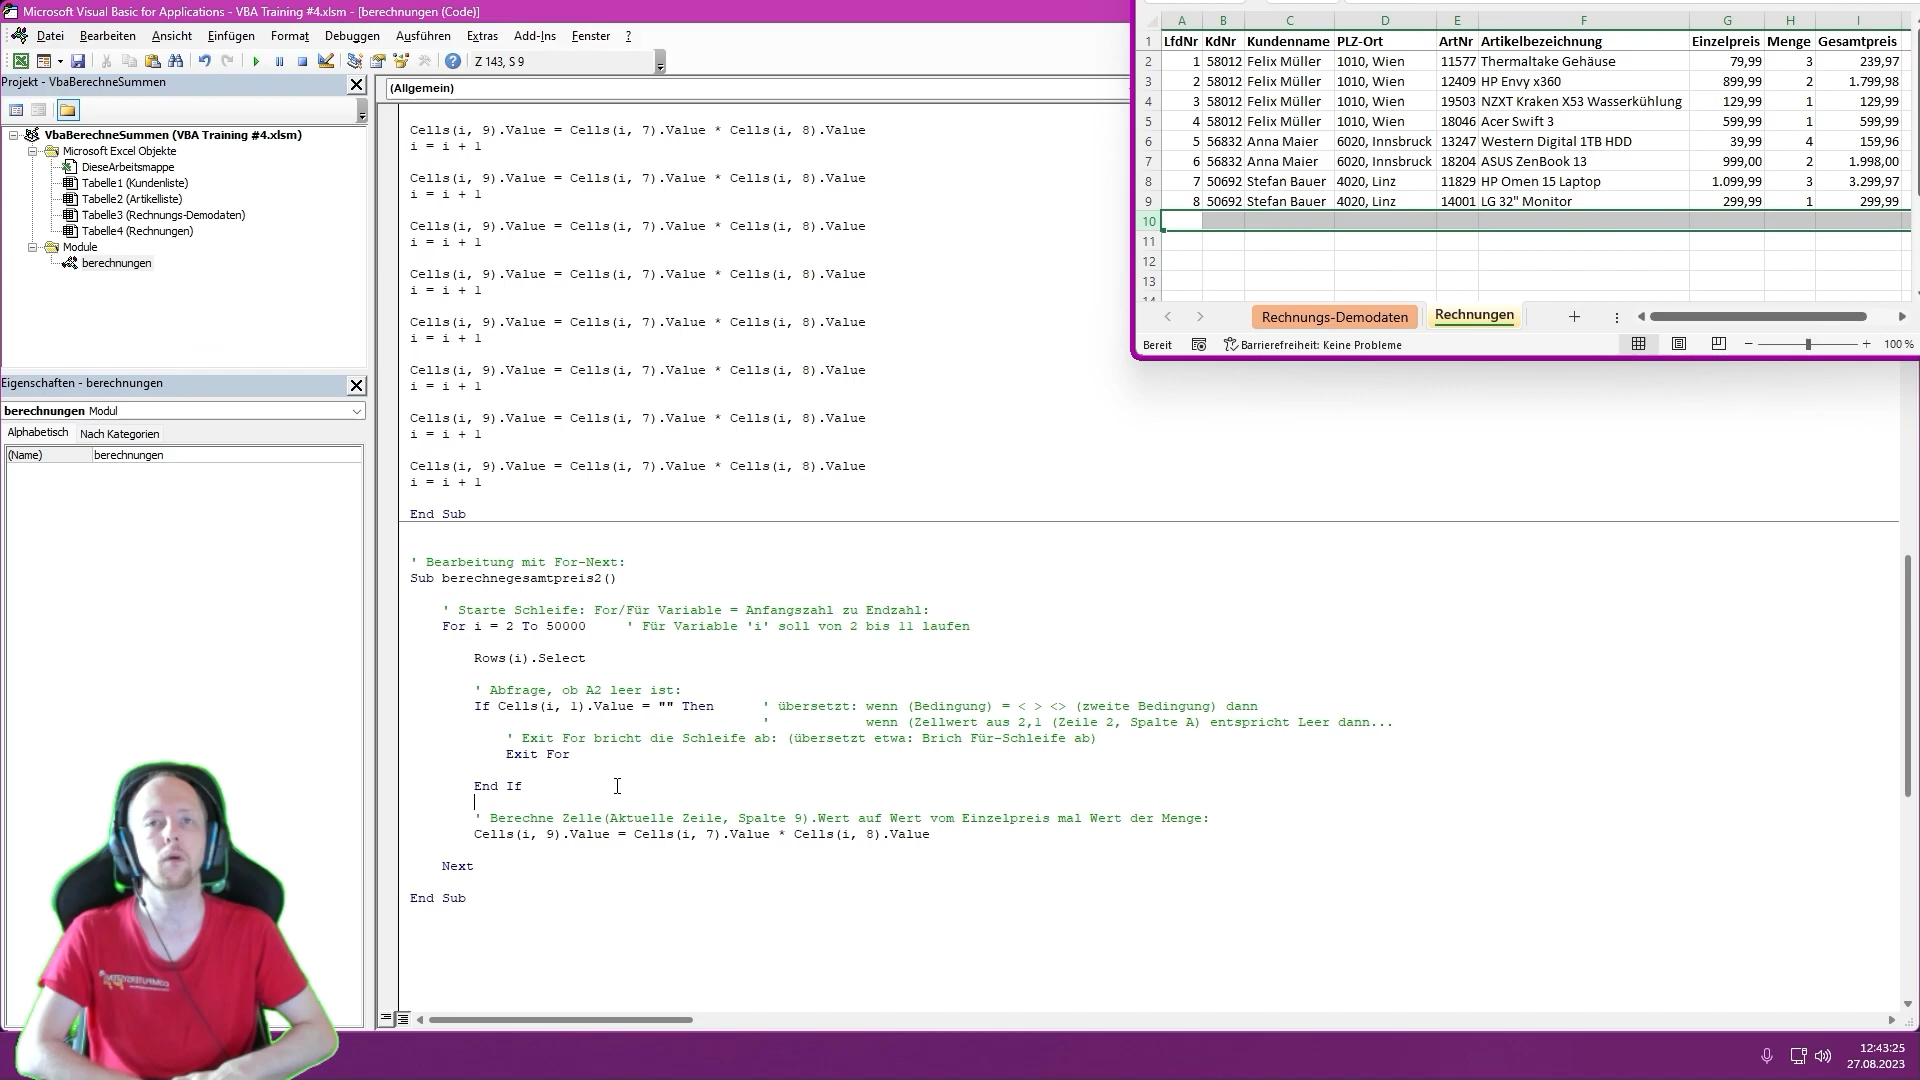 Microsoft Visual Basic for Applications - VBA Training #4.xlsm - [berechnungen (Code)]
Datei Bearbeiten Ansicht Einfügen Format Debuggen Ausführen Extras Add-Ins Fenster ?
Z 143, S 9
Projekt - VbaBerechneSummen
VbaBerechneSummen (VBA Training #4.xlsm)
Microsoft Excel Objekte
DieseArbeitsmappe
Tabelle1 (Kundenliste)
Tabelle2 (Artikelliste)
Tabelle3 (Rechnungs-Demodaten)
Tabelle4 (Rechnungen)
Module
berechnungen
Eigenschaften - berechnungen
berechnungen Modul
Alphabetisch Nach Kategorien
(Name) berechnungen
(Allgemein)
Cells(i, 9).Value = Cells(i, 7).Value * Cells(i, 8).Value
i = i + 1
Cells(i, 9).Value = Cells(i, 7).Value * Cells(i, 8).Value
i = i + 1
Cells(i, 9).Value = Cells(i, 7).Value * Cells(i, 8).Value
i = i + 1
Cells(i, 9).Value = Cells(i, 7).Value * Cells(i, 8).Value
i = i + 1
Cells(i, 9).Value = Cells(i, 7).Value * Cells(i, 8).Value
i = i + 1
Cells(i, 9).Value = Cells(i, 7).Value * Cells(i, 8).Value
i = i + 1
Cells(i, 9).Value = Cells(i, 7).Value * Cells(i, 8).Value
i = i + 1
Cells(i, 9).Value = Cells(i, 7).Value * Cells(i, 8).Value
i = i + 1
End Sub
' Bearbeitung mit For-Next:
Sub berechnegesamtpreis2()
' Starte Schleife: For/Für Variable = Anfangszahl zu Endzahl:
For i = 2 To 50000 ' Für Variable 'i' soll von 2 bis 11 laufen
Rows(i).Select
' Abfrage, ob A2 leer ist:
If Cells(i, 1).Value = "" Then ' übersetzt: wenn (Bedingung) = < > <> (zweite Bedingung) dann
' wenn (Zellwert aus 2,1 (Zeile 2, Spalte A) entspricht Leer dann...
' Exit For bricht die Schleife ab: (übersetzt etwa: Brich Für-Schleife ab)
Exit For
End If
' Berechne Zelle(Aktuelle Zeile, Spalte 9).Wert auf Wert vom Einzelpreis mal Wert der Menge:
Cells(i, 9).Value = Cells(i, 7).Value * Cells(i, 8).Value
Next
End Sub
A B C D E F G H I
1 LfdNr KdNr Kundenname PLZ-Ort ArtNr Artikelbezeichnung Einzelpreis Menge Gesamtpreis
2 1 58012 Felix Müller 1010, Wien 11577 Thermaltake Gehäuse 79,99 3 239,97
3 2 58012 Felix Müller 1010, Wien 12409 HP Envy x360 899,99 2 1.799,98
4 3 58012 Felix Müller 1010, Wien 19503 NZXT Kraken X53 Wasserkühlung 129,99 1 129,99
5 4 58012 Felix Müller 1010, Wien 18046 Acer Swift 3 599,99 1 599,99
6 5 56832 Anna Maier 6020, Innsbruck 13247 Western Digital 1TB HDD 39,99 4 159,96
7 6 56832 Anna Maier 6020, Innsbruck 18204 ASUS ZenBook 13 999,00 2 1.998,00
8 7 50692 Stefan Bauer 4020, Linz 11829 HP Omen 15 Laptop 1.099,99 3 3.299,97
9 8 50692 Stefan Bauer 4020, Linz 14001 LG 32" Monitor 299,99 1 299,99
10
11
12
13
14
Rechnungs-Demodaten Rechnungen
Bereit Barrierefreiheit: Keine Probleme 100 %
12:43:25
27.08.2023